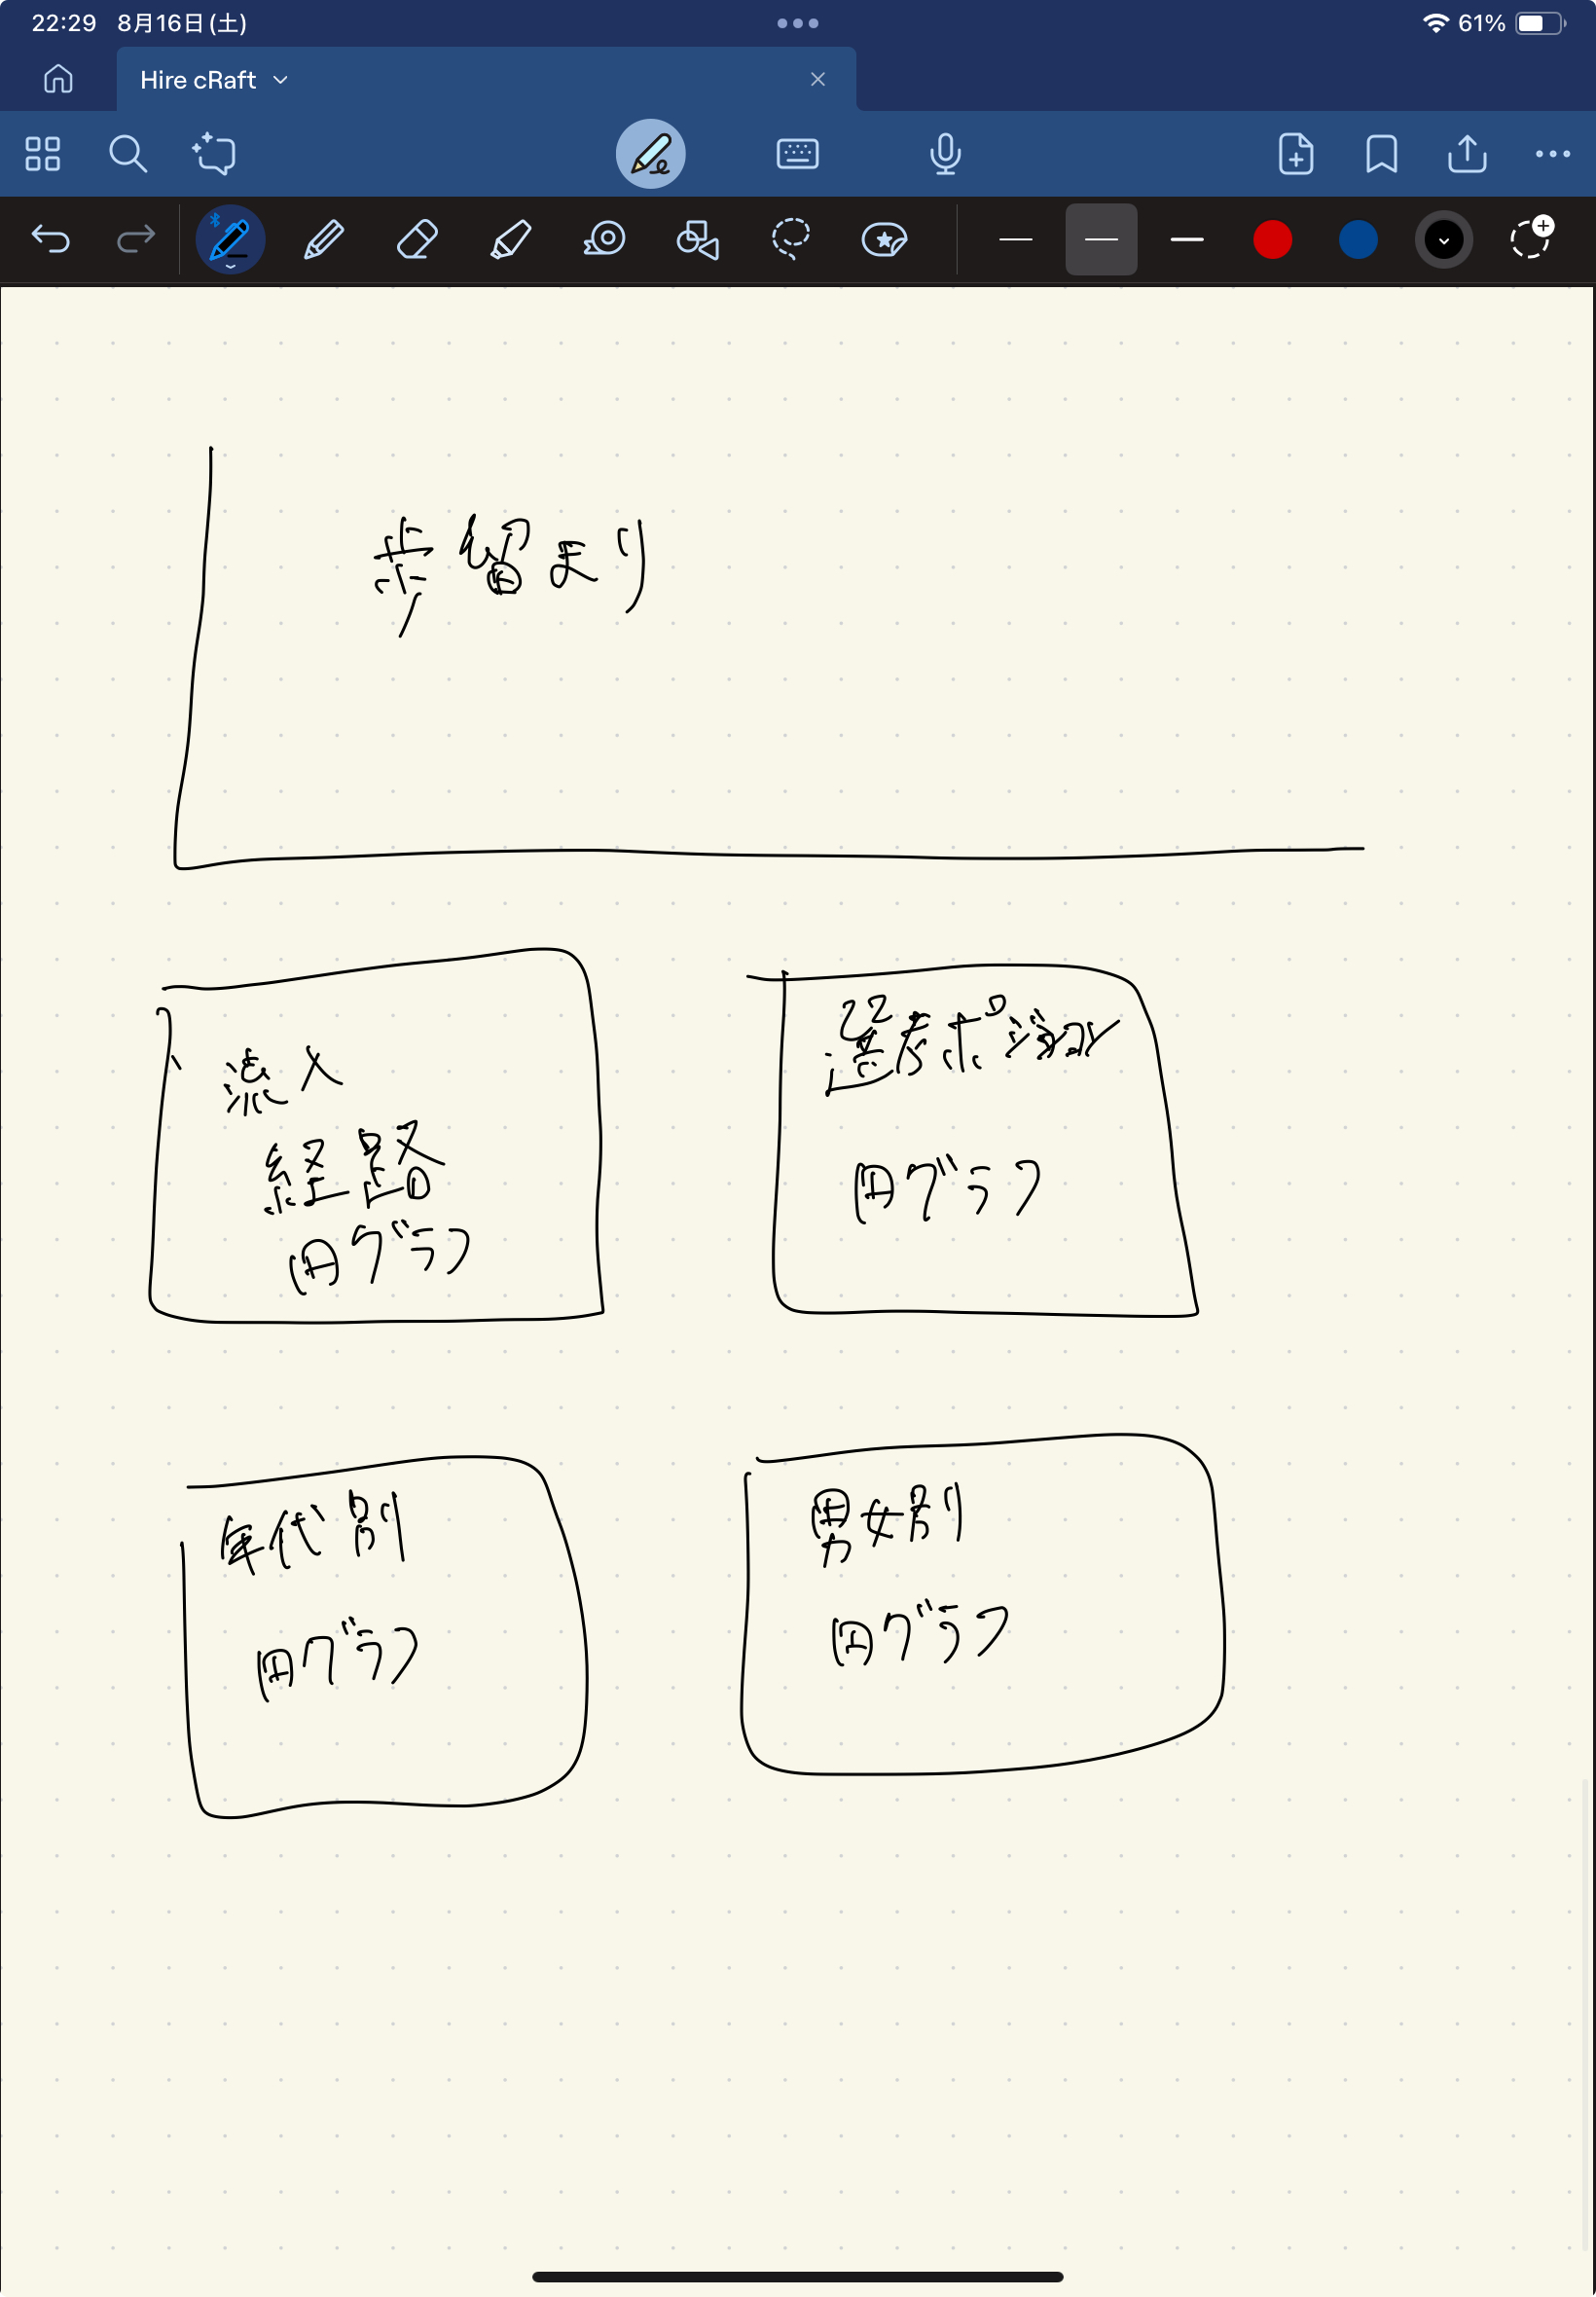 22:29 8月16日(土) 61%
Hire cRaft
歩留まり
流入
経路
円グラフ
選考ポジション
円グラフ
年代別
円グラフ
男女別
円グラフ